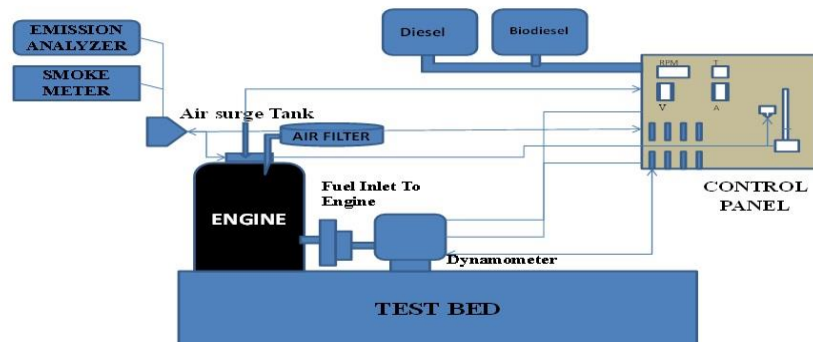 EMISSION
ANALYZER
SMOKE
METER
Diesel
Biodiesel
RPM
T
V
A
Air surge Tank
AIR FILTER
CONTROL
PANEL
Fuel Inlet To
Engine
ENGINE
Dynamometer
TEST BED